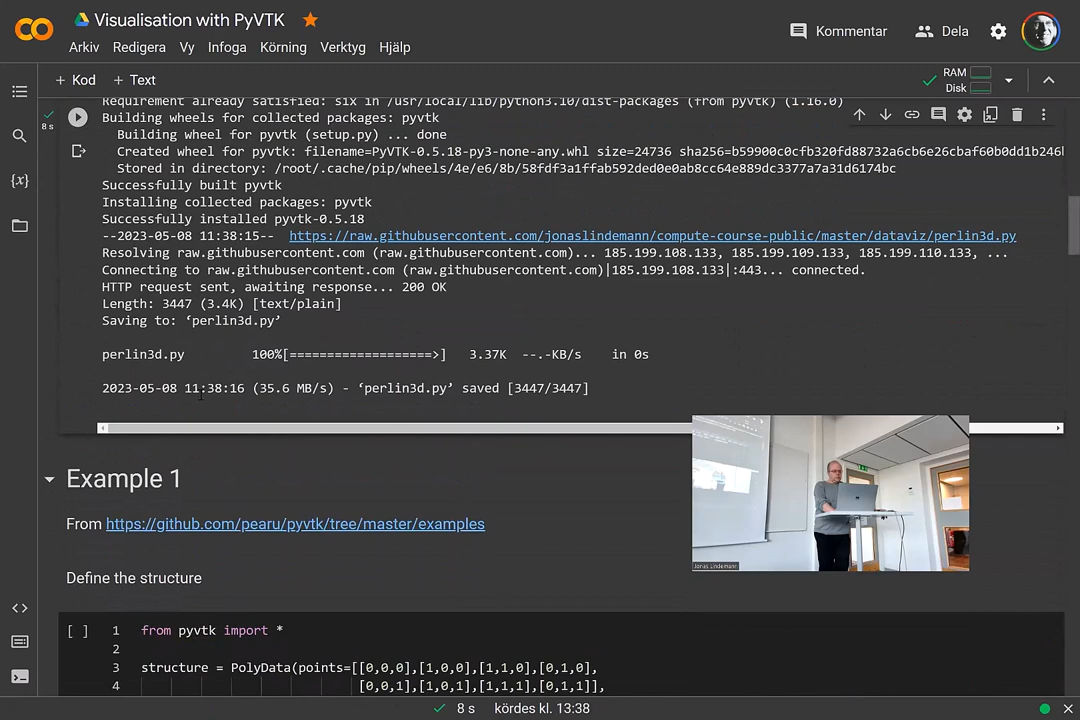 Visualisation with PyVTK
Arkiv Redigera Vy Infoga Körning Verktyg Hjälp
Kommentar
Dela
+ Kod + Text
RAM
Disk
8 s
Requirement already satisfied: six in /usr/local/lib/python3.10/dist-packages (from pyvtk) (1.16.0)
Building wheels for collected packages: pyvtk
Building wheel for pyvtk (setup.py) ... done
Created wheel for pyvtk: filename=PyVTK-0.5.18-py3-none-any.whl size=24736 sha256=b59900c0cfb320fd88732a6cb6e26cbaf60b0dd1b246
Stored in directory: /root/.cache/pip/wheels/4e/e6/8b/58fdf3a1ffab592ded0e0ab8cc64e889dc3377a7a31d6174bc
Successfully built pyvtk
Installing collected packages: pyvtk
Successfully installed pyvtk-0.5.18
--2023-05-08 11:38:15-- https://raw.githubusercontent.com/jonaslindemann/compute-course-public/master/dataviz/perlin3d.py
Resolving raw.githubusercontent.com (raw.githubusercontent.com)... 185.199.108.133, 185.199.109.133, 185.199.110.133, ...
Connecting to raw.githubusercontent.com (raw.githubusercontent.com)|185.199.108.133|:443... connected.
HTTP request sent, awaiting response... 200 OK
Length: 3447 (3.4K) [text/plain]
Saving to: ‘perlin3d.py’
perlin3d.py 100%[===================>] 3.37K --.-KB/s in 0s
2023-05-08 11:38:16 (35.6 MB/s) - ‘perlin3d.py’ saved [3447/3447]
Example 1
From https://github.com/pearu/pyvtk/tree/master/examples
Jonas Lindemann
Define the structure
[ ] 1 from pyvtk import *
2
3 structure = PolyData(points=[[0,0,0],[1,0,0],[1,1,0],[0,1,0],
4 [0,0,1],[1,0,1],[1,1,1],[0,1,1]],
8 s kördes kl. 13:38